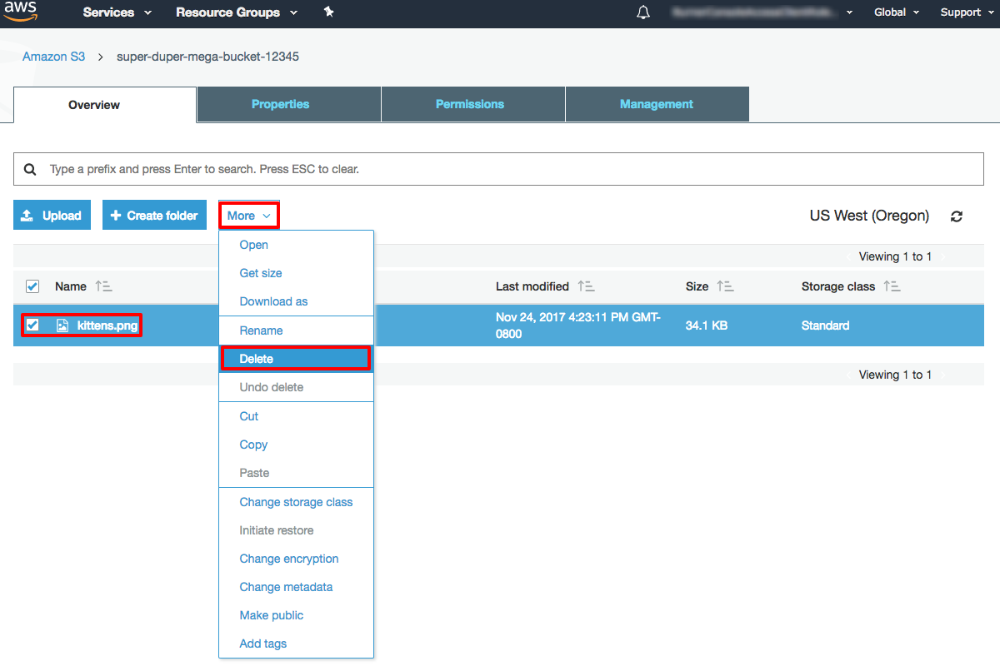 aws Services Resource Groups Global Support
Amazon S3 > super-duper-mega-bucket-12345
Overview Properties Permissions Management
Type a prefix and press Enter to search. Press ESC to clear.
Upload Create folder More US West (Oregon)
Viewing 1 to 1
Name Last modified Size Storage class
kittens.png Nov 24, 2017 4:23:11 PM GMT-
0800 34.1 KB Standard
Viewing 1 to 1
Open
Get size
Download as
Rename
Delete
Undo delete
Cut
Copy
Paste
Change storage class
Initiate restore
Change encryption
Change metadata
Make public
Add tags